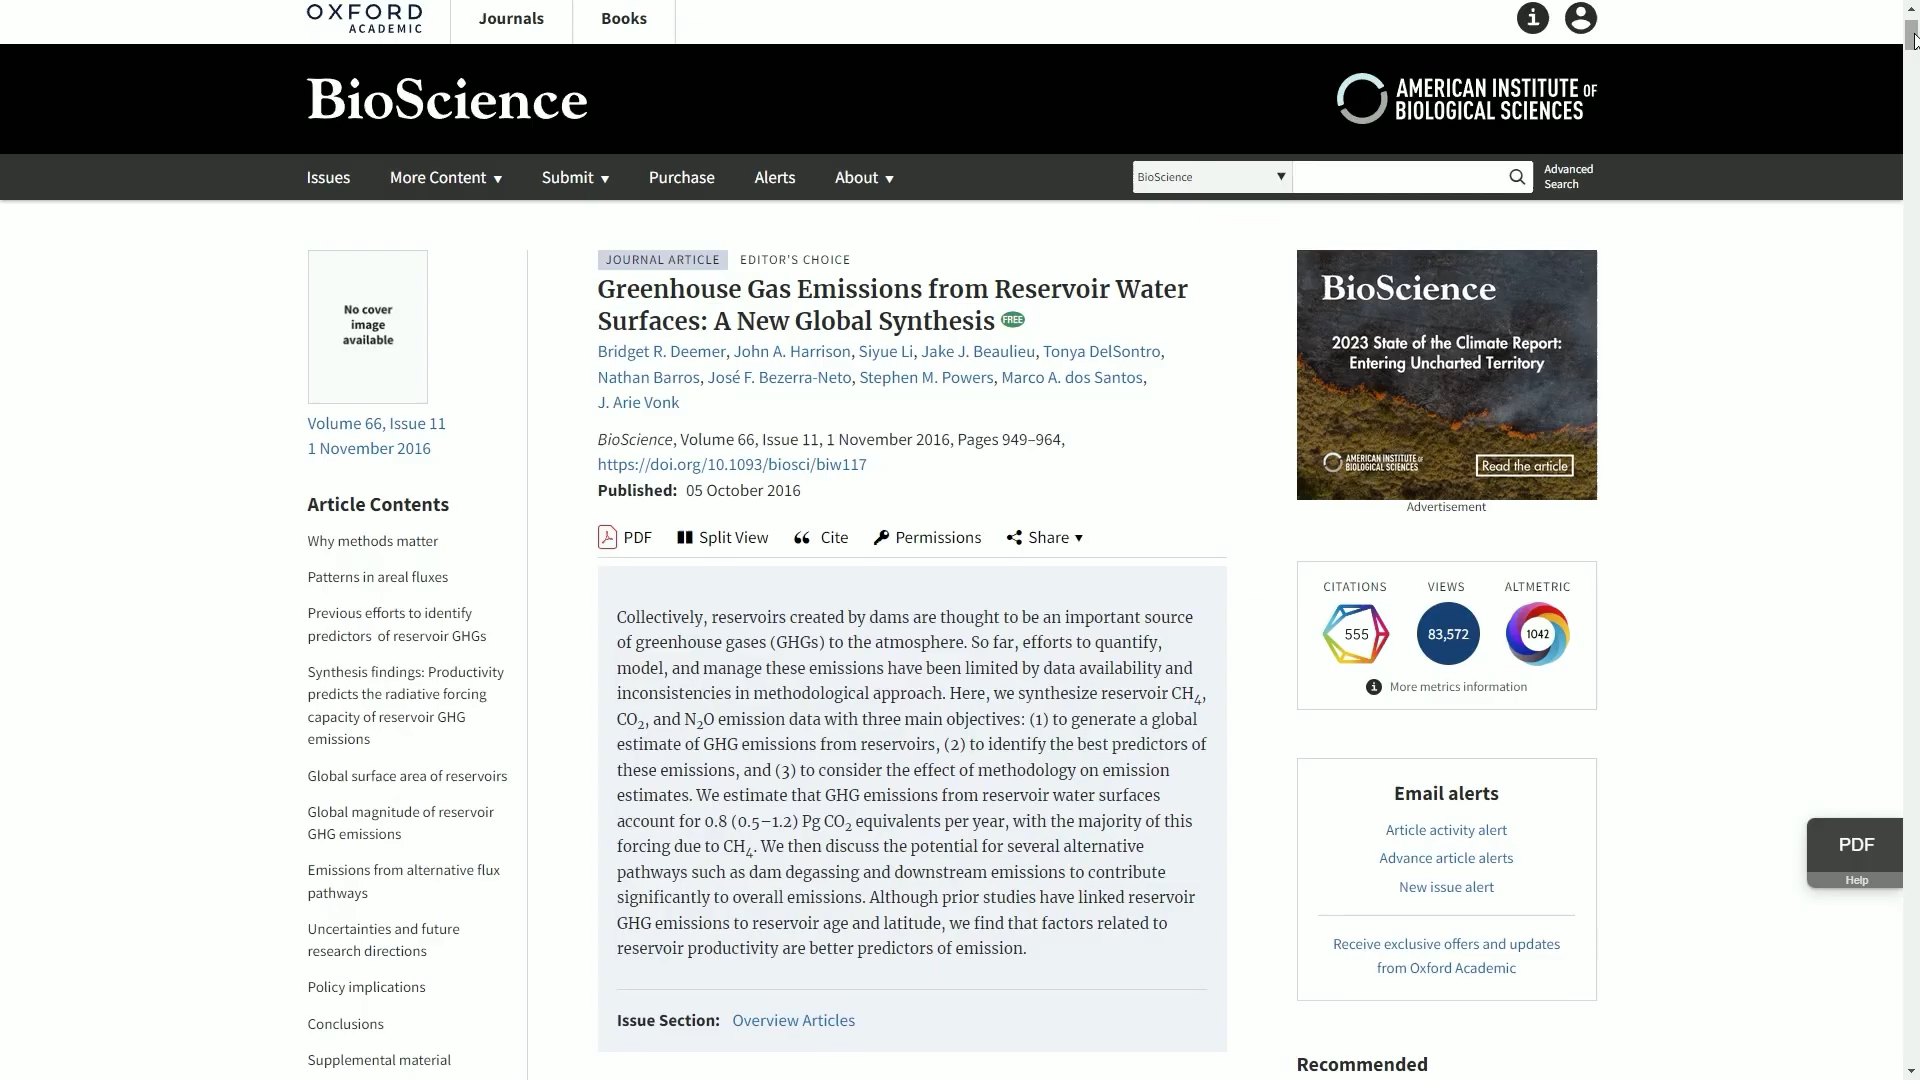 OXFORD
ACADEMIC
Journals
Books
BioScience
AMERICAN INSTITUTE OF
BIOLOGICAL SCIENCES
Issues
More Content
Submit
Purchase
Alerts
About
BioScience
Advanced
Search
No cover
image
available
Volume 66, Issue 11
1 November 2016
Article Contents
Why methods matter
Patterns in areal fluxes
Previous efforts to identify
predictors of reservoir GHGs
Synthesis findings: Productivity
predicts the radiative forcing
capacity of reservoir GHG
emissions
Global surface area of reservoirs
Global magnitude of reservoir
GHG emissions
Emissions from alternative flux
pathways
Uncertainties and future
research directions
Policy implications
Conclusions
Supplemental material
JOURNAL ARTICLE EDITOR'S CHOICE
Greenhouse Gas Emissions from Reservoir Water
Surfaces: A New Global Synthesis FREE
Bridget R. Deemer, John A. Harrison, Siyue Li, Jake J. Beaulieu, Tonya DelSontro,
Nathan Barros, José F. Bezerra-Neto, Stephen M. Powers, Marco A. dos Santos,
J. Arie Vonk
BioScience, Volume 66, Issue 11, 1 November 2016, Pages 949–964,
https://doi.org/10.1093/biosci/biw117
Published: 05 October 2016
PDF
Split View
Cite
Permissions
Share
Collectively, reservoirs created by dams are thought to be an important source
of greenhouse gases (GHGs) to the atmosphere. So far, efforts to quantify,
model, and manage these emissions have been limited by data availability and
inconsistencies in methodological approach. Here, we synthesize reservoir CH4,
CO2, and N2O emission data with three main objectives: (1) to generate a global
estimate of GHG emissions from reservoirs, (2) to identify the best predictors of
these emissions, and (3) to consider the effect of methodology on emission
estimates. We estimate that GHG emissions from reservoir water surfaces
account for 0.8 (0.5–1.2) Pg CO2 equivalents per year, with the majority of this
forcing due to CH4. We then discuss the potential for several alternative
pathways such as dam degassing and downstream emissions to contribute
significantly to overall emissions. Although prior studies have linked reservoir
GHG emissions to reservoir age and latitude, we find that factors related to
reservoir productivity are better predictors of emission.
Issue Section: Overview Articles
BioScience
2023 State of the Climate Report:
Entering Uncharted Territory
AMERICAN INSTITUTE OF
BIOLOGICAL SCIENCES
Read the article
Advertisement
CITATIONS VIEWS ALTMETRIC
555 83,572 1042
More metrics information
Email alerts
Article activity alert
Advance article alerts
New issue alert
Receive exclusive offers and updates
from Oxford Academic
Recommended
PDF
Help